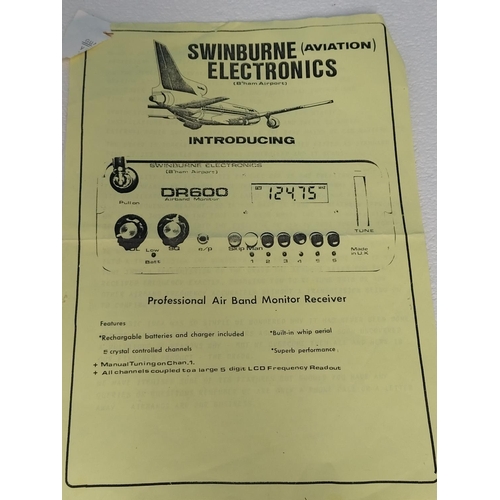 SWINBURNE (AVIATION)
ELECTRONICS
(B'ham Airport)
INTRODUCING
SWINBURNE ELECTRONICS
(B'ham Airport)
DR600
Airband Monitor
124.75
Pull on
TUNE
VOL
Low
Batt
SQ
e/p
Skip Man
1 2 3 4 5 6
Made
in U.K
Professional Air Band Monitor Receiver
Features
*Rechargable batteries and charger included
*Built-in whip aerial
5 crystal controlled channels
*Superb performance.
+ Manual Tuning on Chan.1.
+ All channels coupled to a large 5 digit LCD Frequency Readout